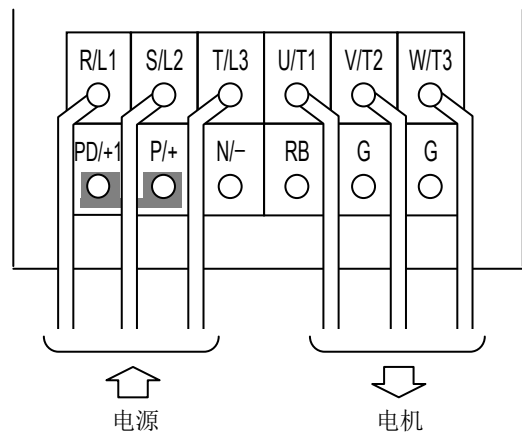 R/L1 S/L2 T/L3 U/T1 V/T2 W/T3
PD/+1 P/+ N/− RB G G
电源 电机